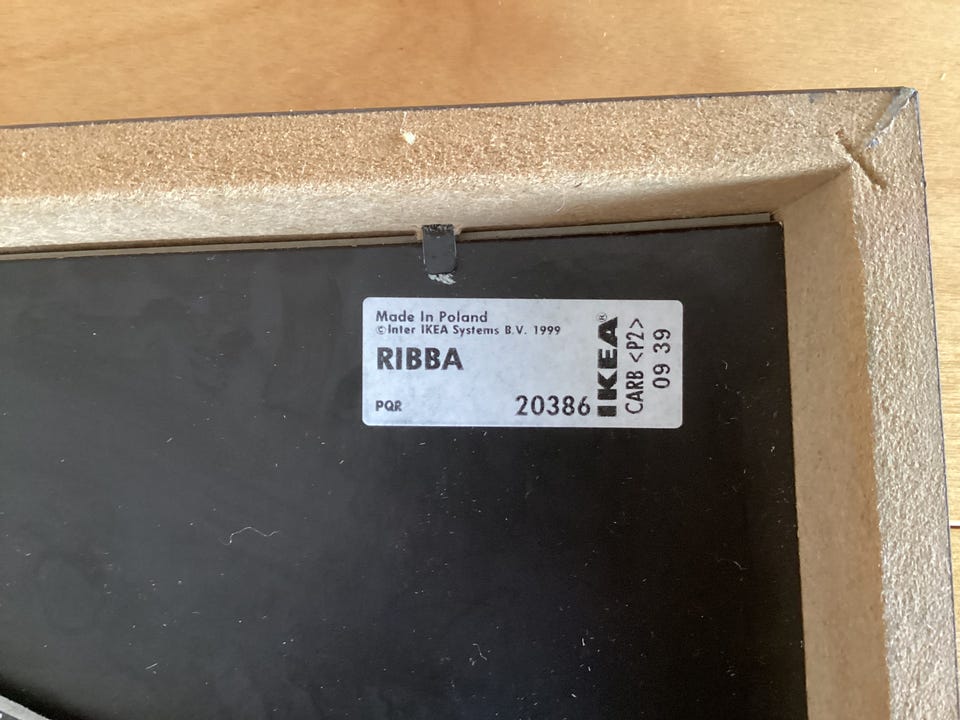 Made In Poland
©Inter IKEA Systems B.V. 1999
RIBBA
PQR
20386
IKEA®
CARB <P2>
09 39